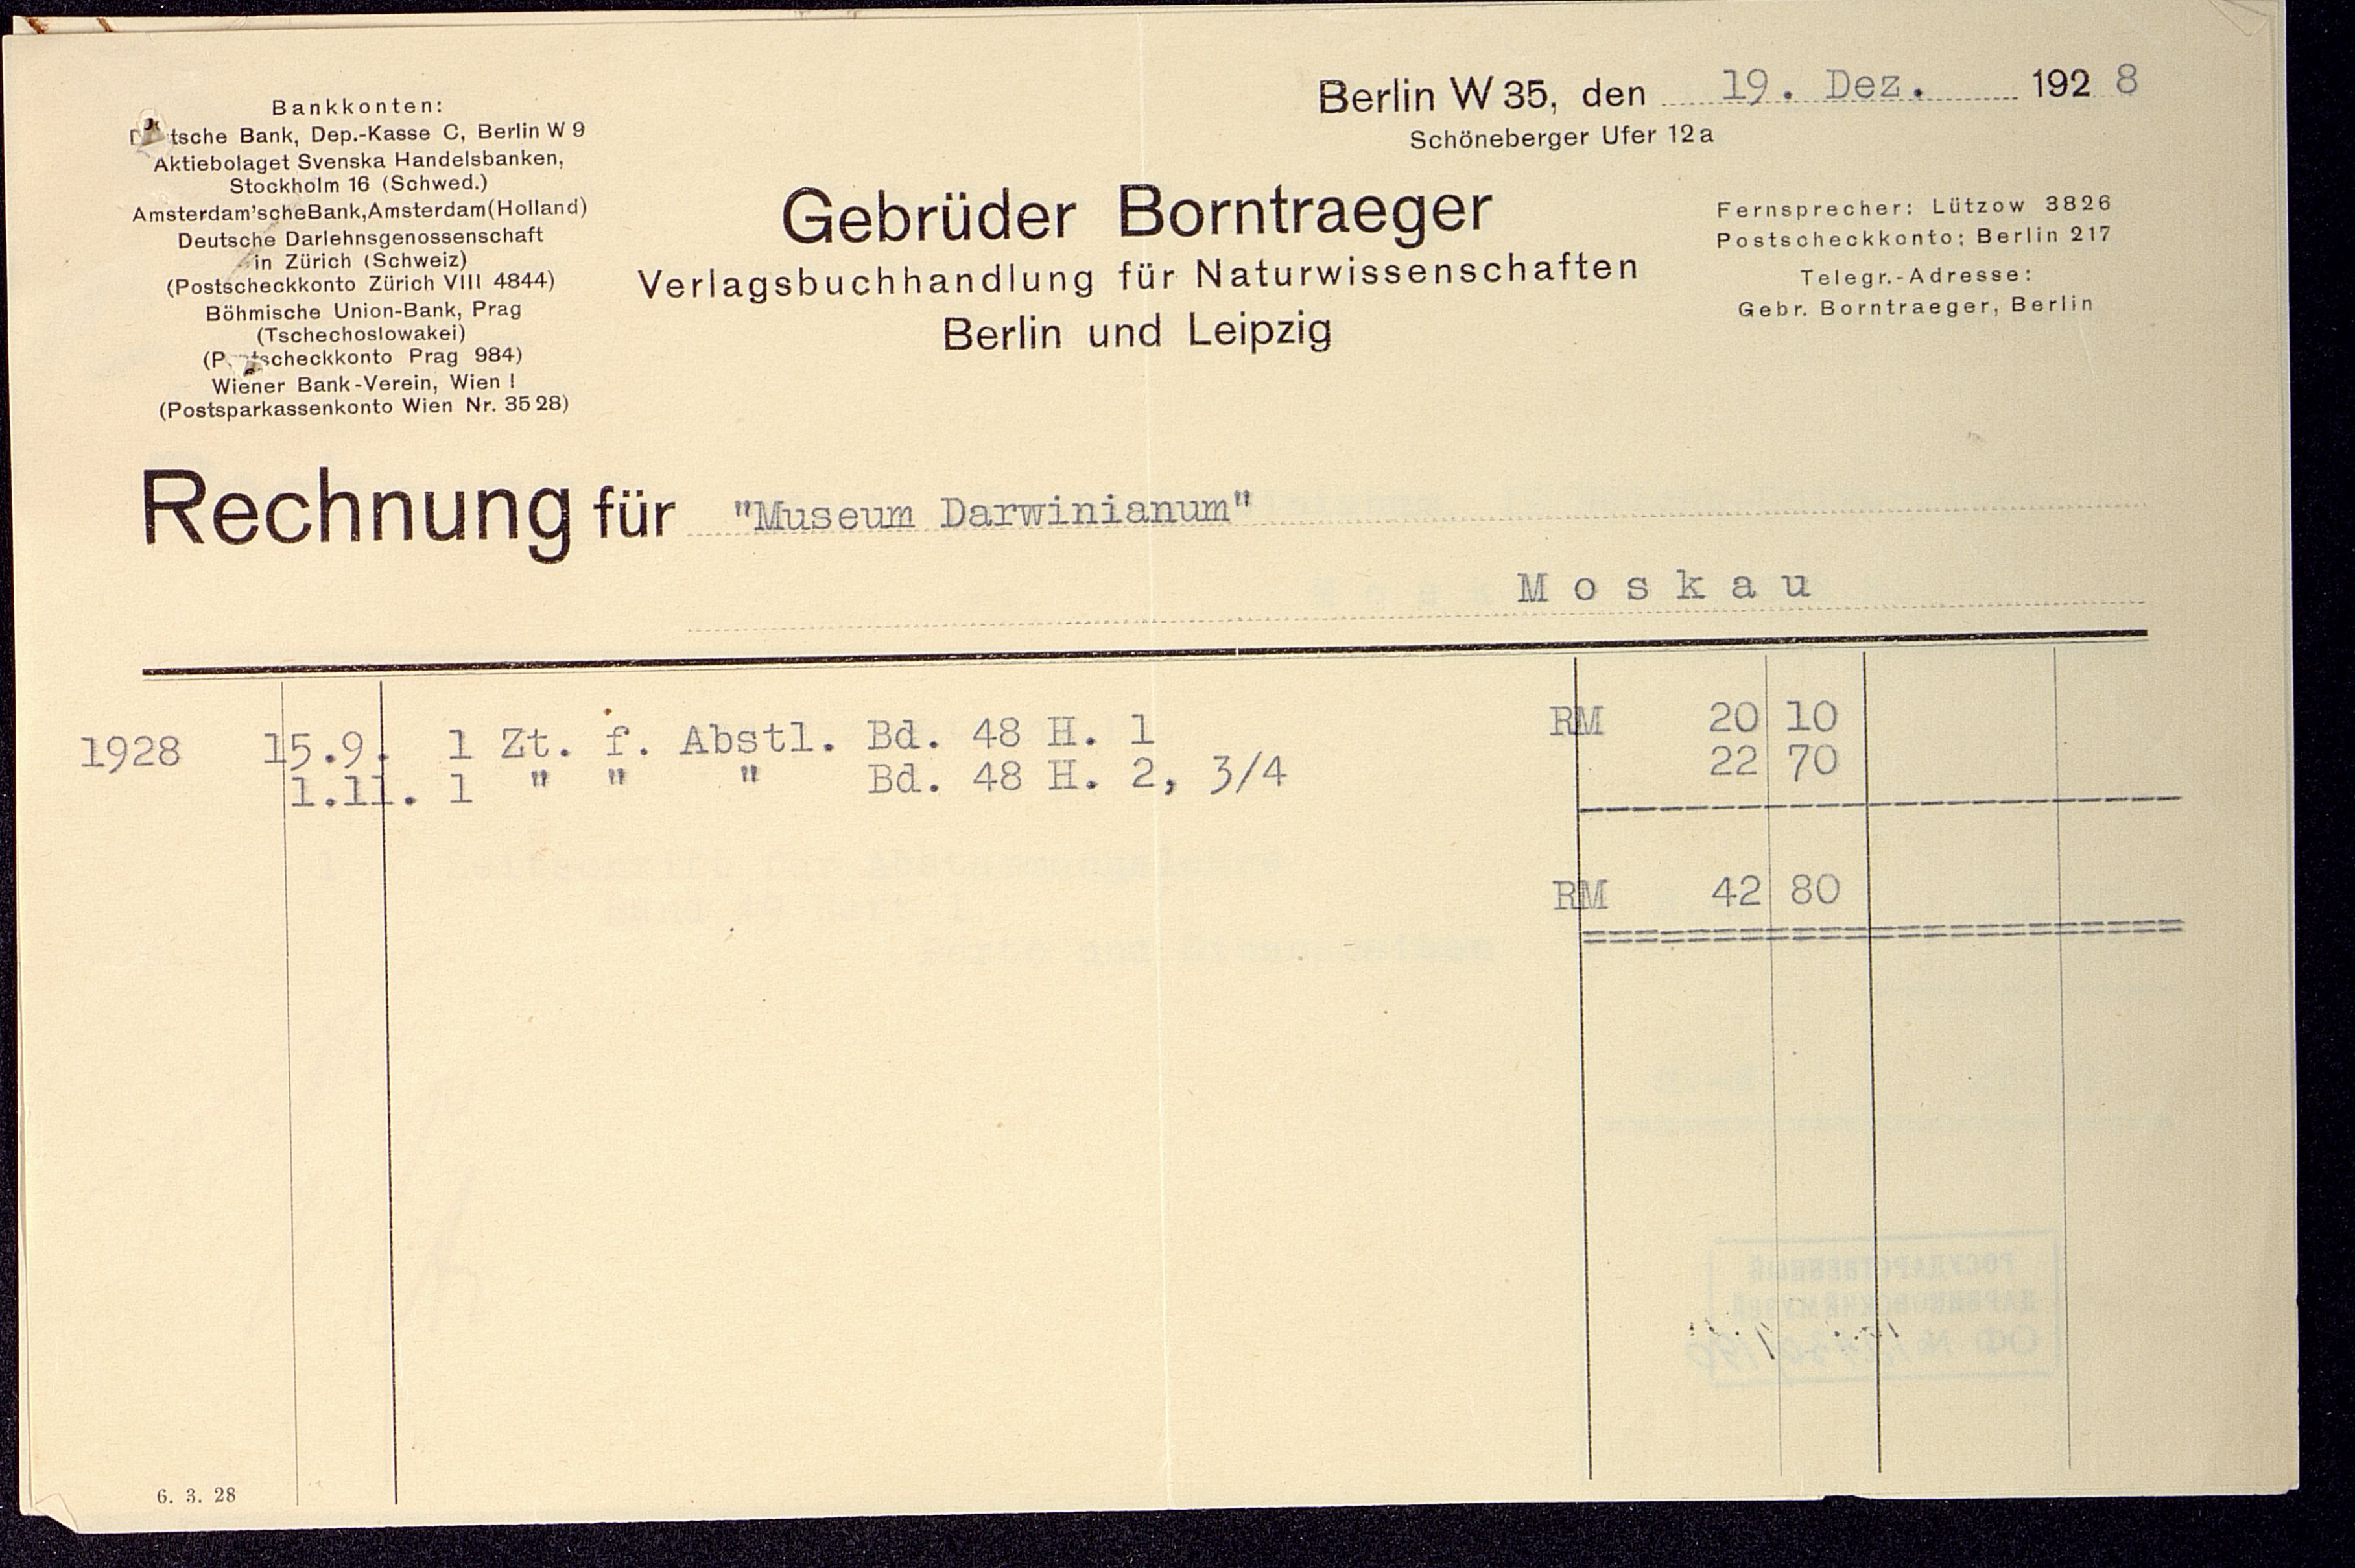 Berlin W 35, den 19. Dez. 1928
Schöneberger Ufer 12a
Bankkonten:
tsche Bank, Dep.-Kasse C, Berlin W 9
Aktiebolaget Svenska Handelsbanken,
Stockholm 16 (Schwed.)
Amsterdam'sche Bank, Amsterdam (Holland)
Deutsche Darlehnsgenossenschaft
in Zürich (Schweiz)
(Postscheckkonto Zürich VIII 4844)
Böhmische Union-Bank, Prag
(Tschechoslowakei)
(P tscheckkonto Prag 984)
Wiener Bank-Verein, Wien I
(Postsparkassenkonto Wien Nr. 35 28)
Gebrüder Borntraeger
Verlagsbuchhandlung für Naturwissenschaften
Berlin und Leipzig
Fernsprecher: Lützow 3826
Postscheckkonto: Berlin 217
Telegr.-Adresse:
Gebr. Borntraeger, Berlin
Rechnung für "Museum Darwinianum"
Moskau
1928 15.9. 1 Zt. f. Abstl. Bd. 48 H. 1 RM 20 10
1.11. 1 " " " Bd. 48 H. 2, 3/4 22 70
RM 42 80
6. 3. 28